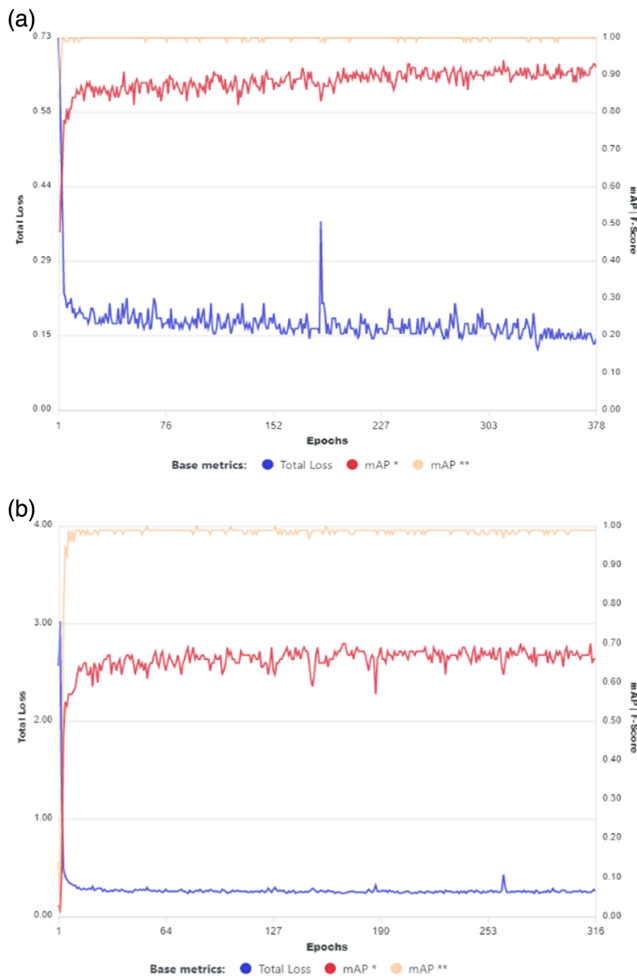 (a)
0.73
0.58
0.44
0.29
0.15
0.00
Total Loss
1.00
0.90
0.80
0.70
0.60
0.50
0.40
0.30
0.20
0.10
0.00
mAP | F-Score
1 76 152 227 303 378
Epochs
Base metrics: Total Loss mAP * mAP **
(b)
4.00
3.00
2.00
1.00
0.00
Total Loss
1.00
0.90
0.80
0.70
0.60
0.50
0.40
0.30
0.20
0.10
0.00
mAP | F-Score
1 64 127 190 253 316
Epochs
Base metrics: Total Loss mAP * mAP **